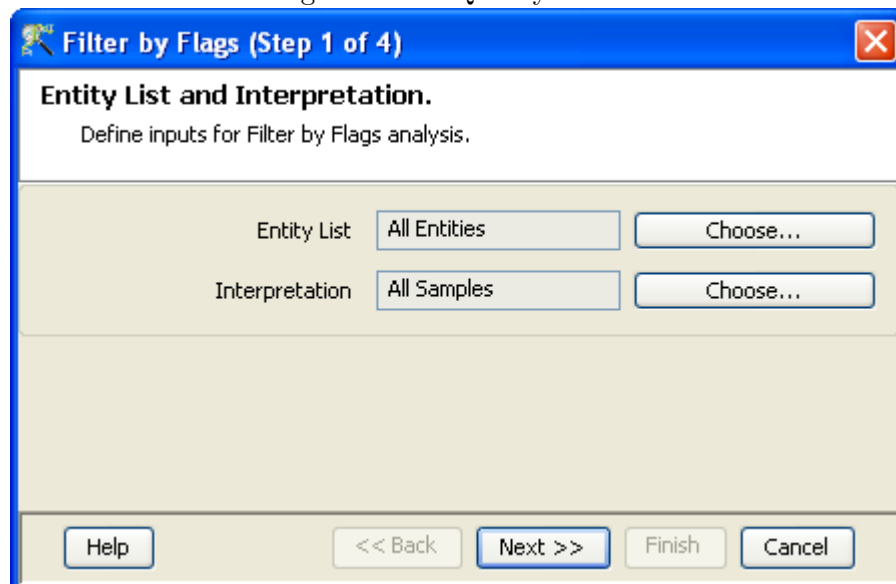 Filter by Flags (Step 1 of 4)
Entity List and Interpretation.
Define inputs for Filter by Flags analysis.
Entity List All Entities Choose...
Interpretation All Samples Choose...
Help << Back Next >> Finish Cancel